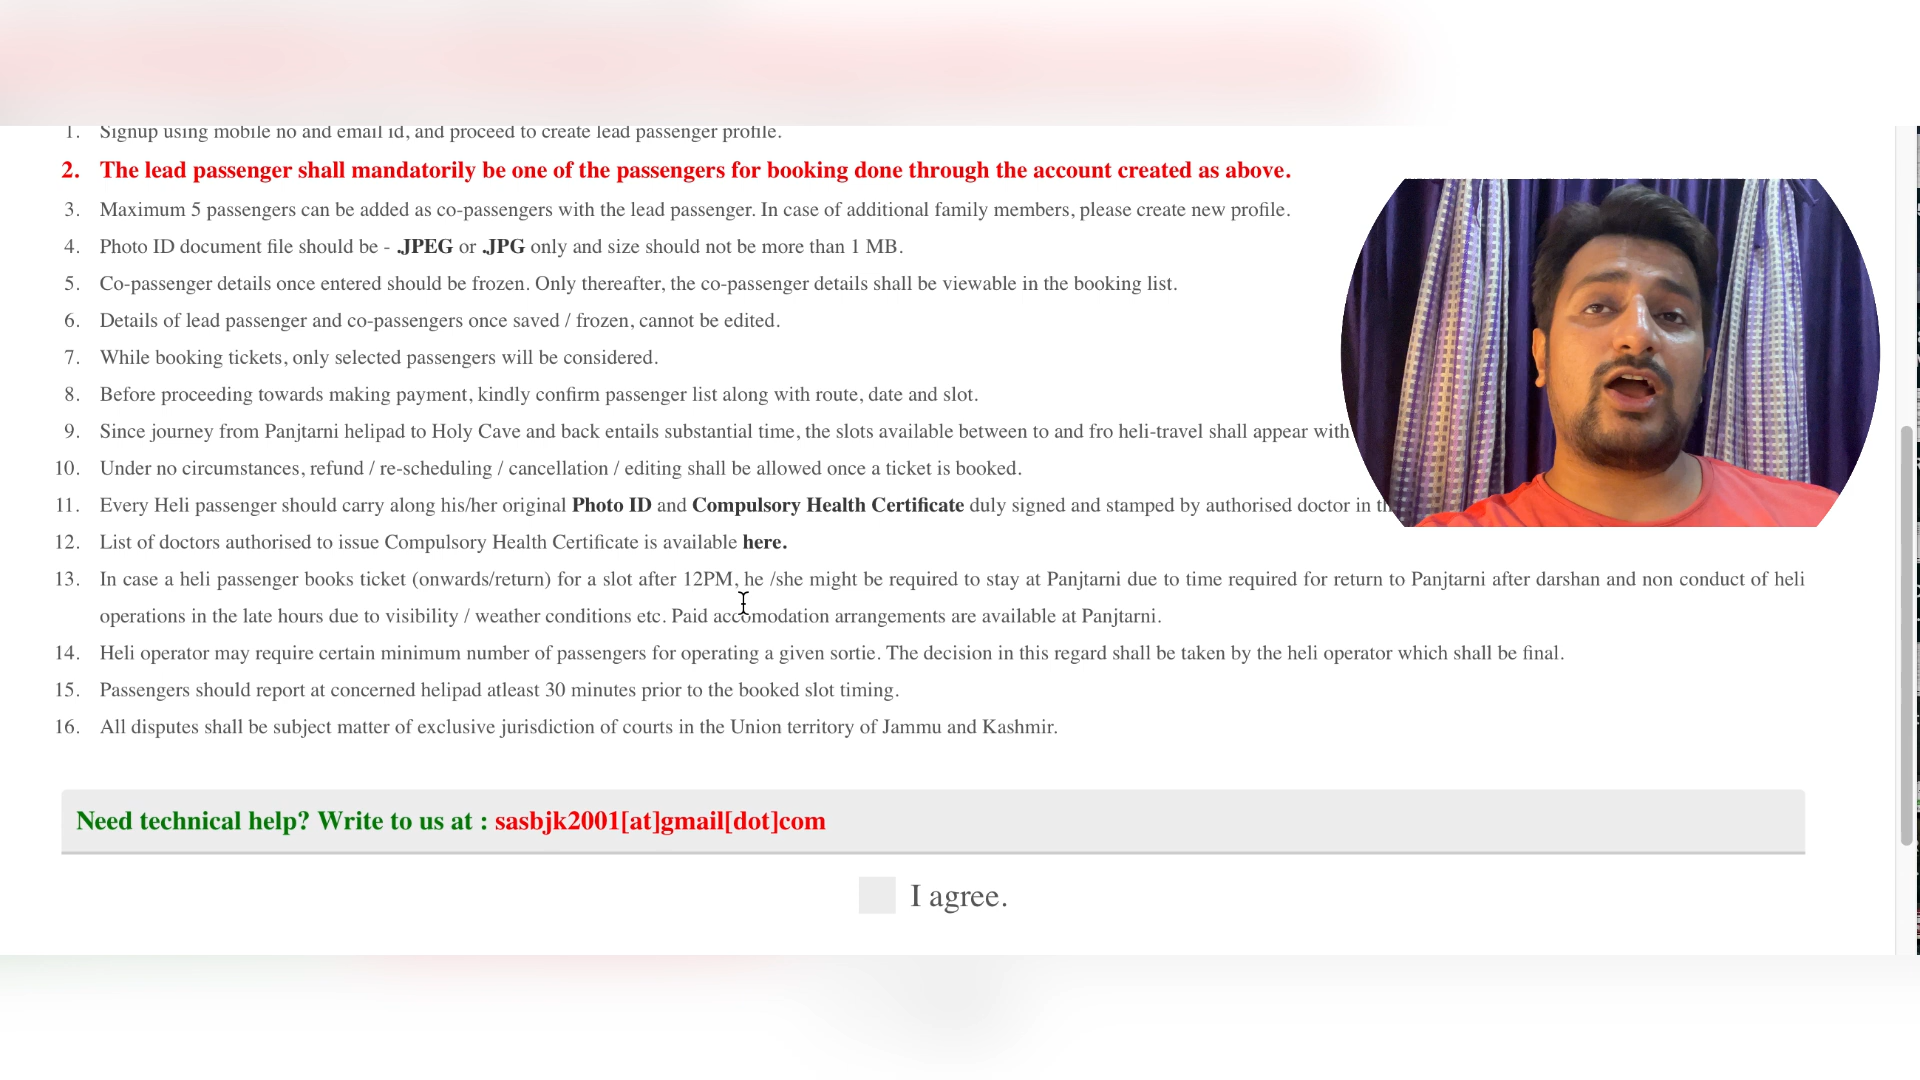 1. Signup using mobile no and email id, and proceed to create lead passenger profile.
2. The lead passenger shall mandatorily be one of the passengers for booking done through the account created as above.
3. Maximum 5 passengers can be added as co-passengers with the lead passenger. In case of additional family members, please create new profile.
4. Photo ID document file should be - .JPEG or .JPG only and size should not be more than 1 MB.
5. Co-passenger details once entered should be frozen. Only thereafter, the co-passenger details shall be viewable in the booking list.
6. Details of lead passenger and co-passengers once saved / frozen, cannot be edited.
7. While booking tickets, only selected passengers will be considered.
8. Before proceeding towards making payment, kindly confirm passenger list along with route, date and slot.
9. Since journey from Panjtarni helipad to Holy Cave and back entails substantial time, the slots available between to and fro heli-travel shall appear with
10. Under no circumstances, refund / re-scheduling / cancellation / editing shall be allowed once a ticket is booked.
11. Every Heli passenger should carry along his/her original Photo ID and Compulsory Health Certificate duly signed and stamped by authorised doctor in
12. List of doctors authorised to issue Compulsory Health Certificate is available here.
13. In case a heli passenger books ticket (onwards/return) for a slot after 12PM, he /she might be required to stay at Panjtarni due to time required for return to Panjtarni after darshan and non conduct of heli
operations in the late hours due to visibility / weather conditions etc. Paid accomodation arrangements are available at Panjtarni.
14. Heli operator may require certain minimum number of passengers for operating a given sortie. The decision in this regard shall be taken by the heli operator which shall be final.
15. Passengers should report at concerned helipad atleast 30 minutes prior to the booked slot timing.
16. All disputes shall be subject matter of exclusive jurisdiction of courts in the Union territory of Jammu and Kashmir.
Need technical help? Write to us at : sasbjk2001[at]gmail[dot]com
I agree.